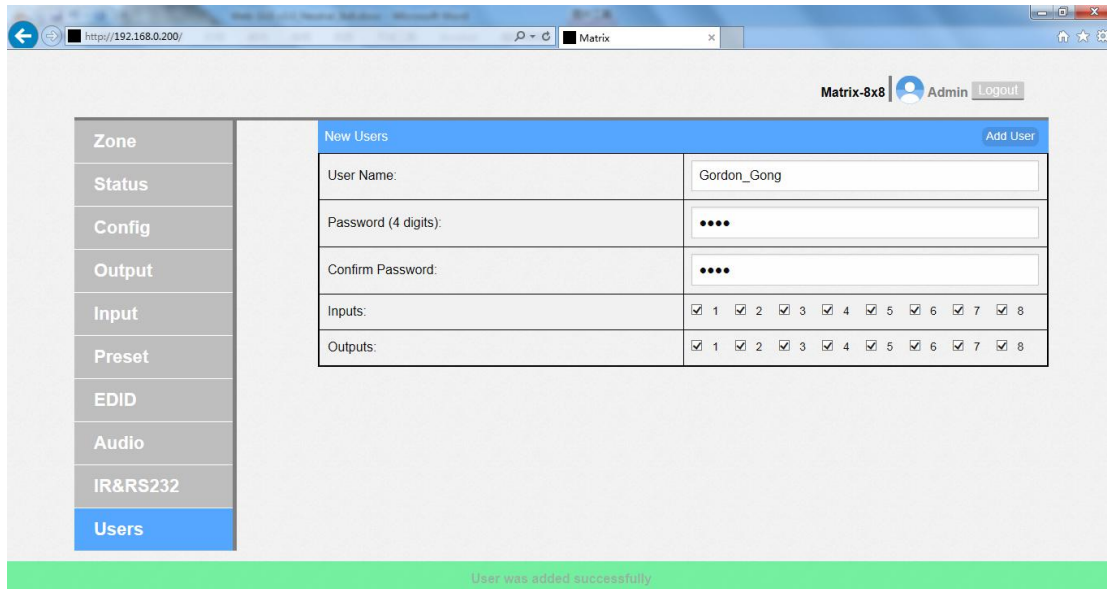 http://192.168.0.200/
Matrix
Matrix-8x8 Admin Logout
Zone
Status
Config
Output
Input
Preset
EDID
Audio
IR&RS232
Users
New Users Add User
User Name: Gordon_Gong
Password (4 digits): ••••
Confirm Password: ••••
Inputs: 1 2 3 4 5 6 7 8
Outputs: 1 2 3 4 5 6 7 8
User was added successfully